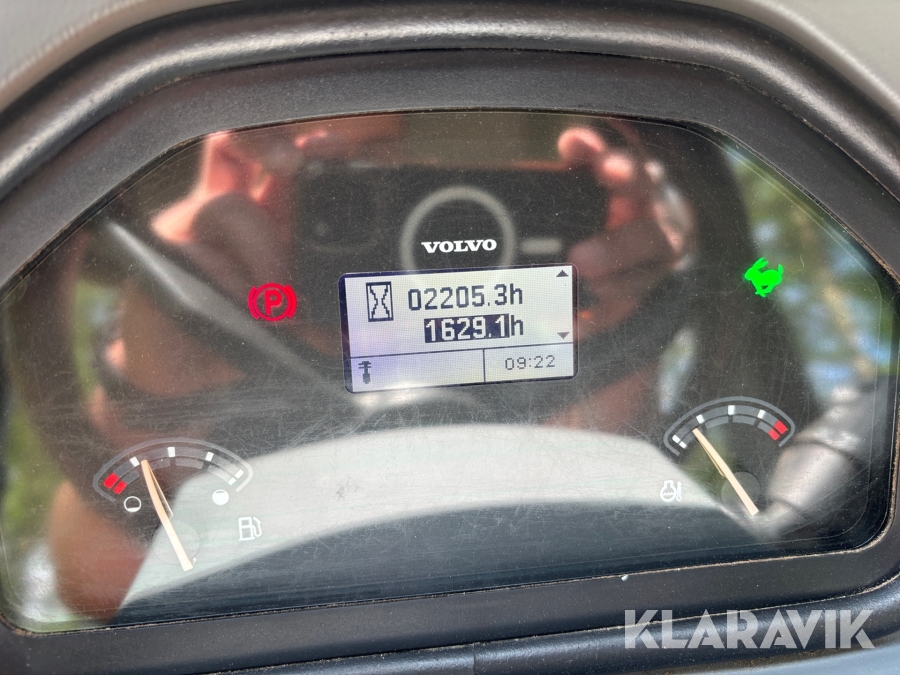 VOLVO
02205.3h
1629.1h
09:22
P
KLARAVIK